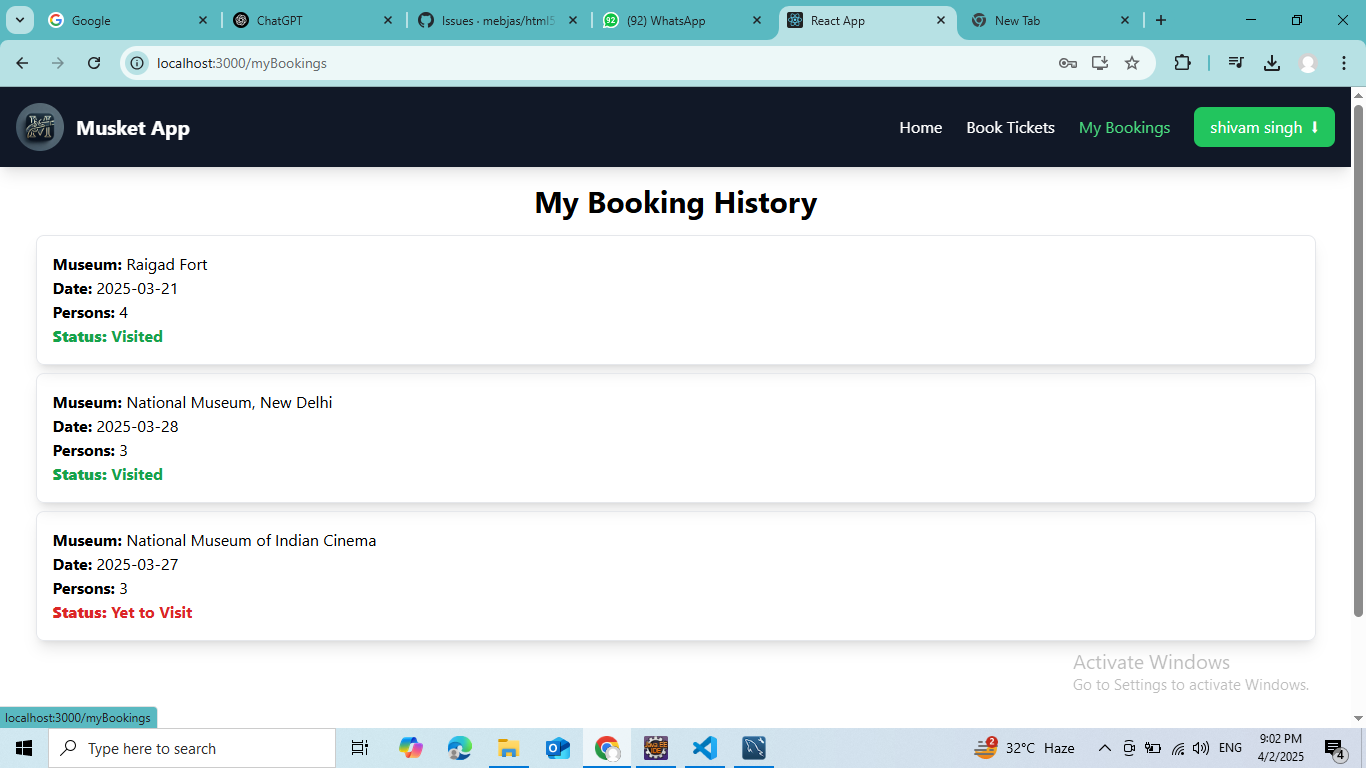 Google
ChatGPT
Issues · mebjas/html5
(92) WhatsApp
React App
New Tab
localhost:3000/myBookings
Musket App
Home
Book Tickets
My Bookings
shivam singh ⬇
My Booking History
Museum: Raigad Fort
Date: 2025-03-21
Persons: 4
Status: Visited
Museum: National Museum, New Delhi
Date: 2025-03-28
Persons: 3
Status: Visited
Museum: National Museum of Indian Cinema
Date: 2025-03-27
Persons: 3
Status: Yet to Visit
Activate Windows
Go to Settings to activate Windows.
localhost:3000/myBookings
Type here to search
2
32°C Haze
ENG
9:02 PM
4/2/2025
4